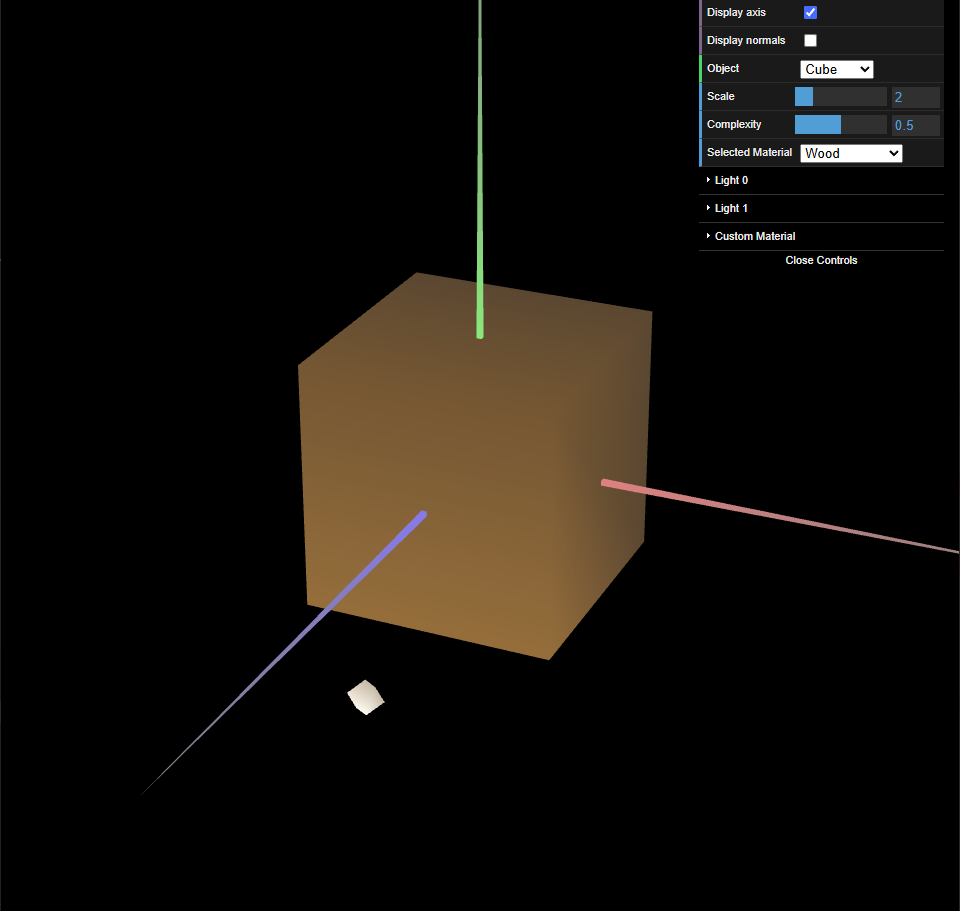 Display axis
Display normals
Object Cube
Scale 2
Complexity 0.5
Selected Material Wood
Light 0
Light 1
Custom Material
Close Controls